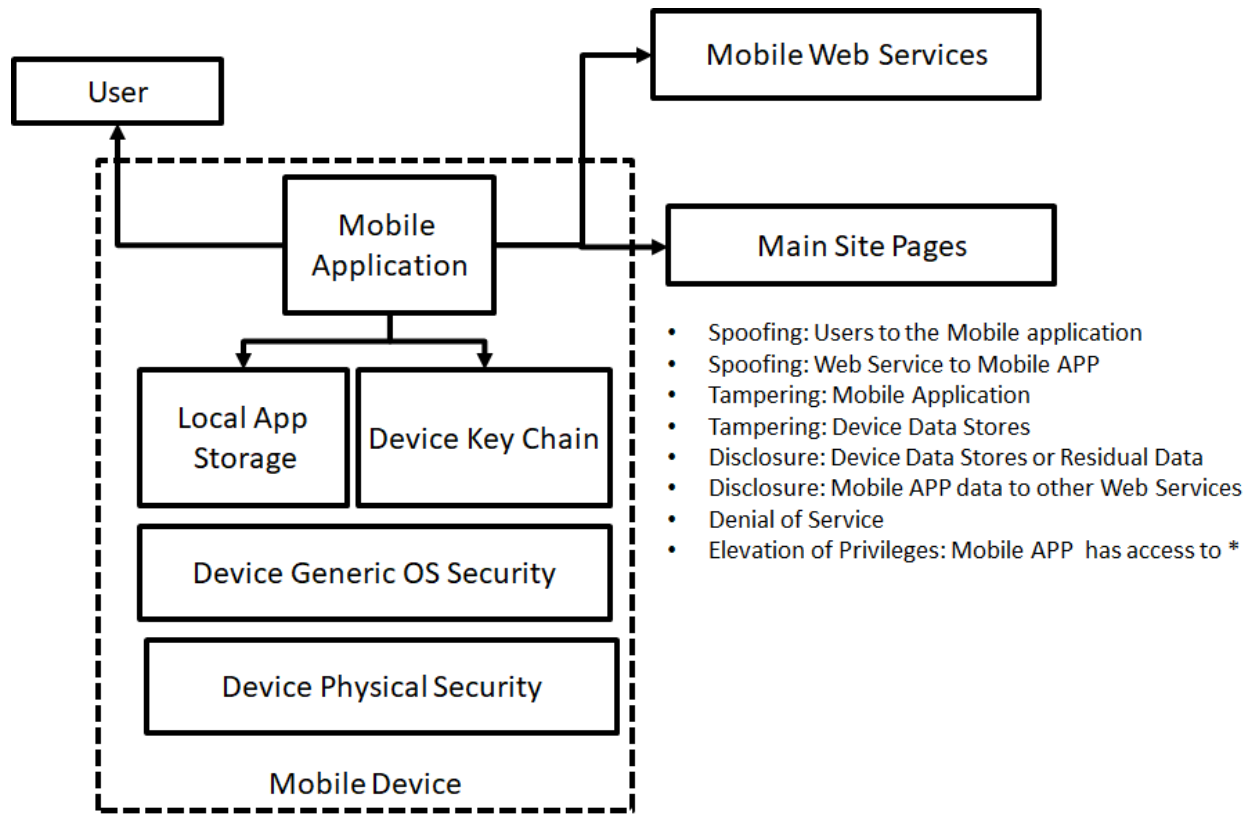 Mobile Web Services
User
Mobile
Application
Main Site Pages
Local App
Storage
Device Key Chain
Device Generic OS Security
Device Physical Security
Mobile Device
• Spoofing: Users to the Mobile application
• Spoofing: Web Service to Mobile APP
• Tampering: Mobile Application
• Tampering: Device Data Stores
• Disclosure: Device Data Stores or Residual Data
• Disclosure: Mobile APP data to other Web Services
• Denial of Service
• Elevation of Privileges: Mobile APP has access to *